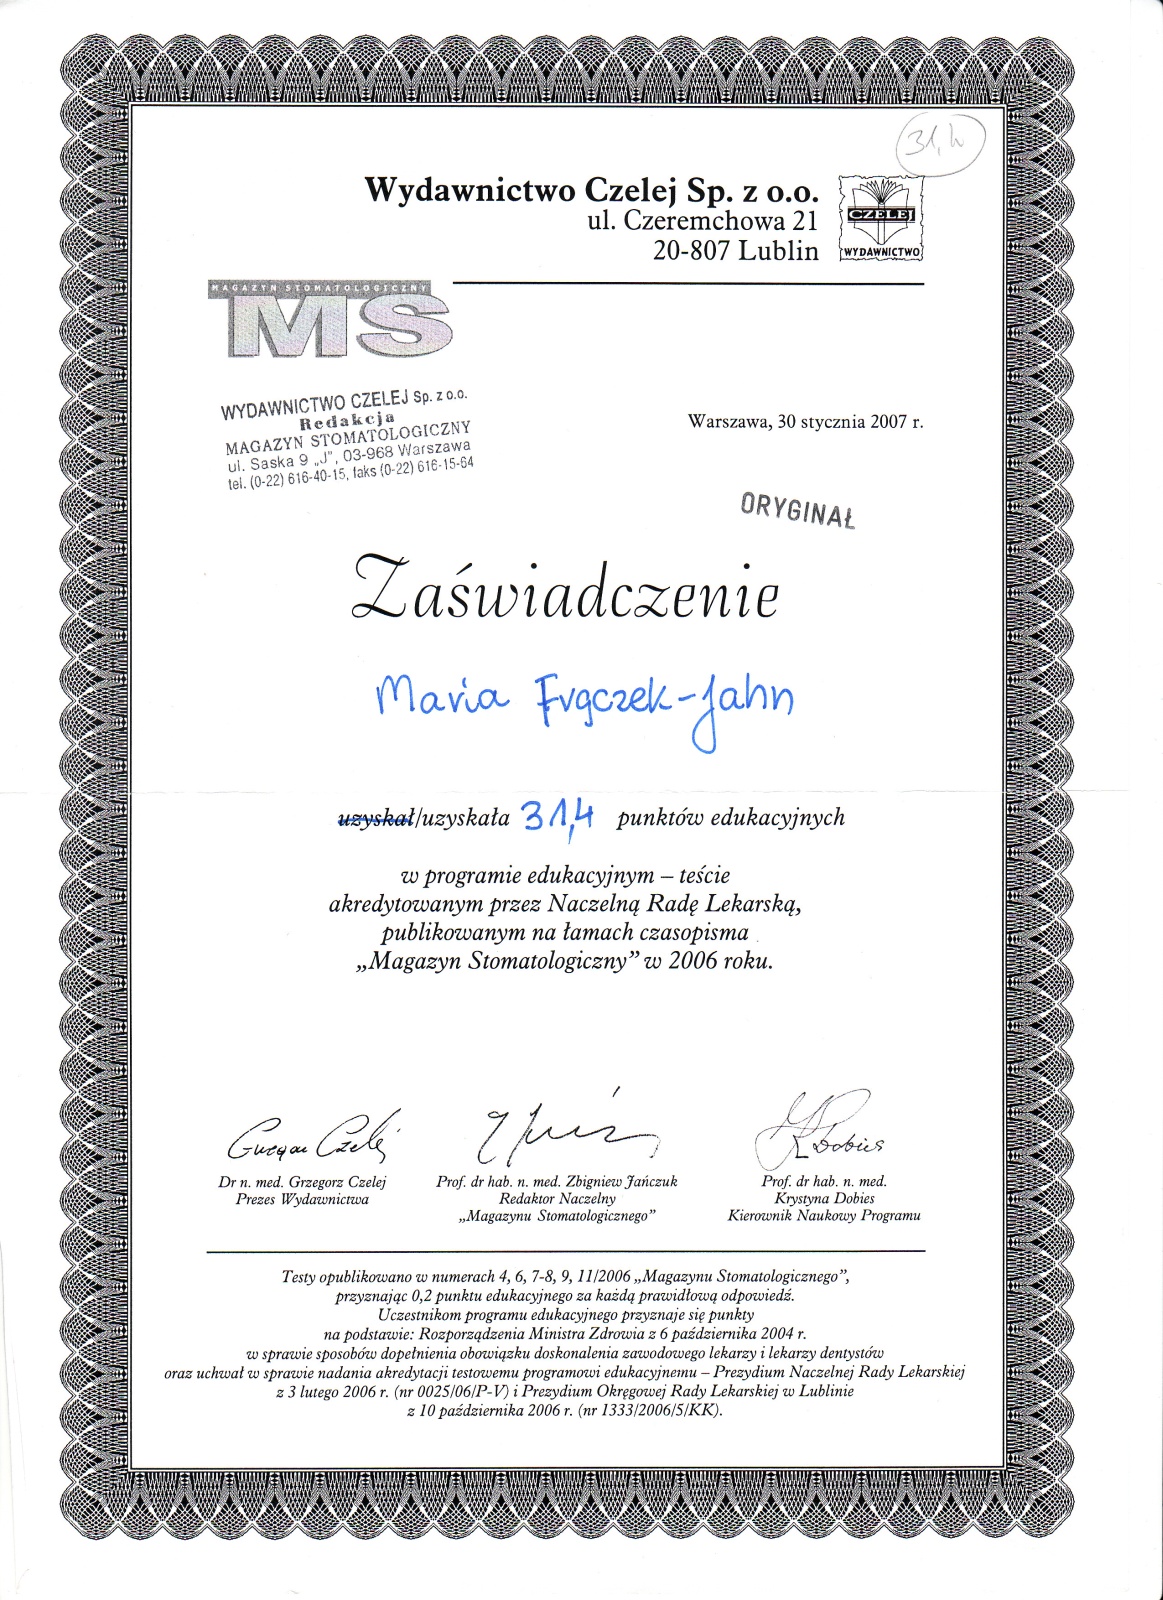 31,4
Wydawnictwo Czelej Sp. z o.o.
ul. Czeremchowa 21
20-807 Lublin
CZELEJ
WYDAWNICTWO
MAGAZYN STOMATOLOGICZNY
MS
WYDAWNICTWO CZELEJ Sp. z o.o.
Redakcja
MAGAZYN STOMATOLOGICZNY
ul. Saska 9 „J”, 03-968 Warszawa
tel. (0-22) 616-40-15, faks (0-22) 616-15-64
Warszawa, 30 stycznia 2007 r.
ORYGINAŁ
Zaświadczenie
Maria Frączek-Jahn
uzyskał/uzyskała 31,4 punktów edukacyjnych
w programie edukacyjnym – teście
akredytowanym przez Naczelną Radę Lekarską,
publikowanym na łamach czasopisma
„Magazyn Stomatologiczny” w 2006 roku.
Grzegorz Czelej
KDobies
Dr n. med. Grzegorz Czelej
Prezes Wydawnictwa
Prof. dr hab. n. med. Zbigniew Jańczuk
Redaktor Naczelny
„Magazynu Stomatologicznego”
Prof. dr hab. n. med.
Krystyna Dobies
Kierownik Naukowy Programu
Testy opublikowano w numerach 4, 6, 7-8, 9, 11/2006 „Magazynu Stomatologicznego”,
przyznając 0,2 punktu edukacyjnego za każdą prawidłową odpowiedź.
Uczestnikom programu edukacyjnego przyznaje się punkty
na podstawie: Rozporządzenia Ministra Zdrowia z 6 października 2004 r.
w sprawie sposobów dopełnienia obowiązku doskonalenia zawodowego lekarzy i lekarzy dentystów
oraz uchwał w sprawie nadania akredytacji testowemu programowi edukacyjnemu – Prezydium Naczelnej Rady Lekarskiej
z 3 lutego 2006 r. (nr 0025/06/P-V) i Prezydium Okręgowej Rady Lekarskiej w Lublinie
z 10 października 2006 r. (nr 1333/2006/5/KK).